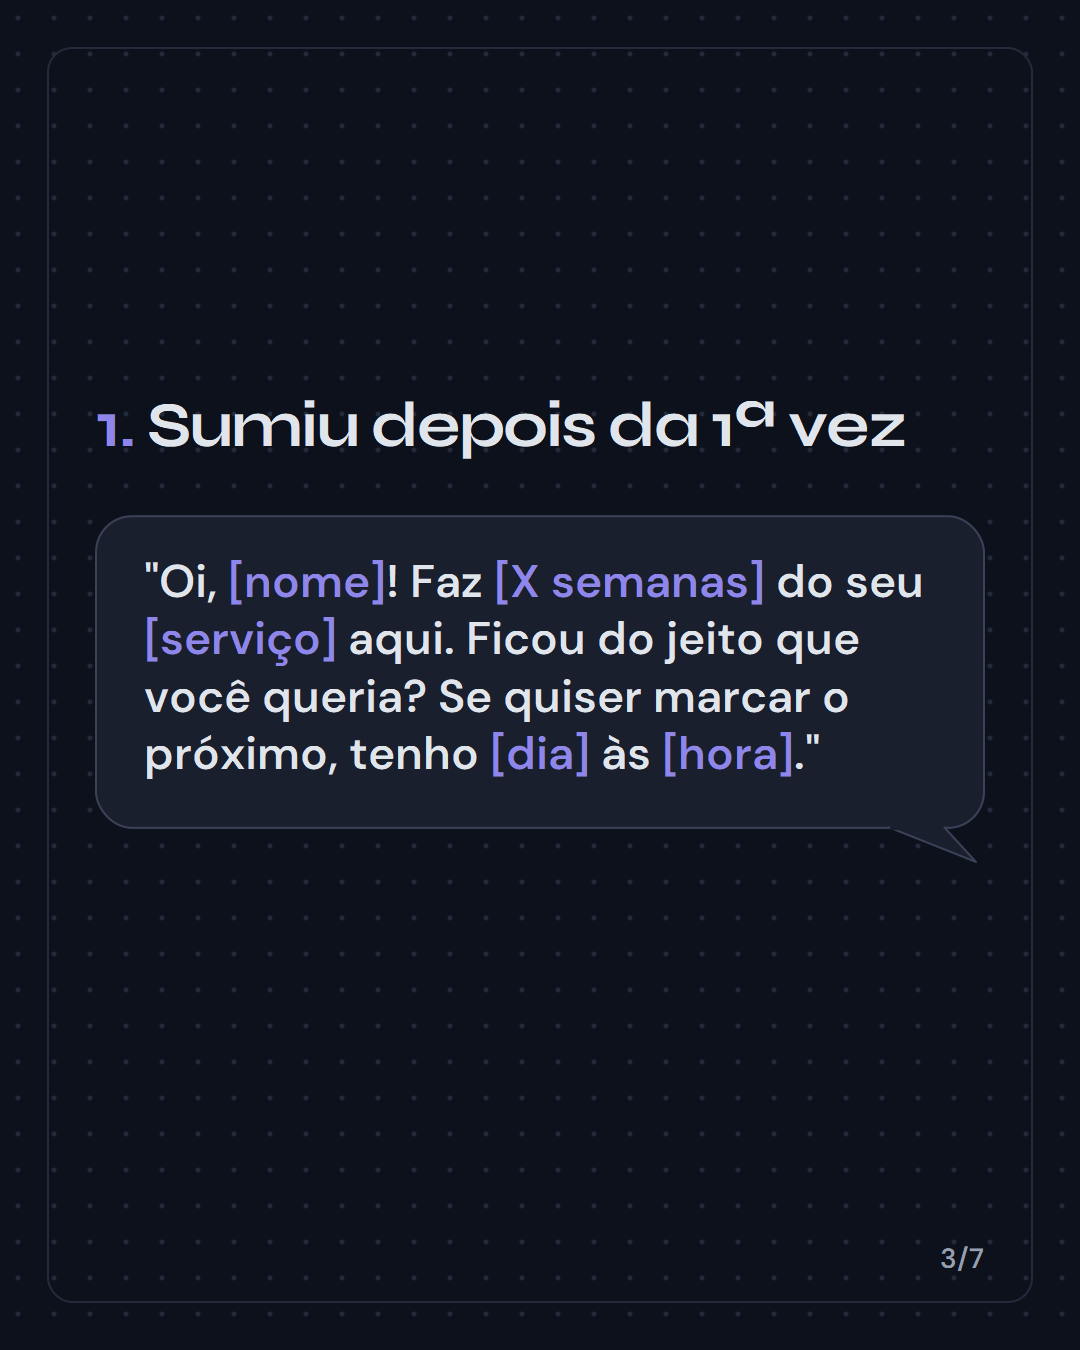 1. Sumiu depois da 1ª vez
"Oi, [nome]! Faz [X semanas] do seu
[serviço] aqui. Ficou do jeito que
você queria? Se quiser marcar o
próximo, tenho [dia] às [hora]."
3/7